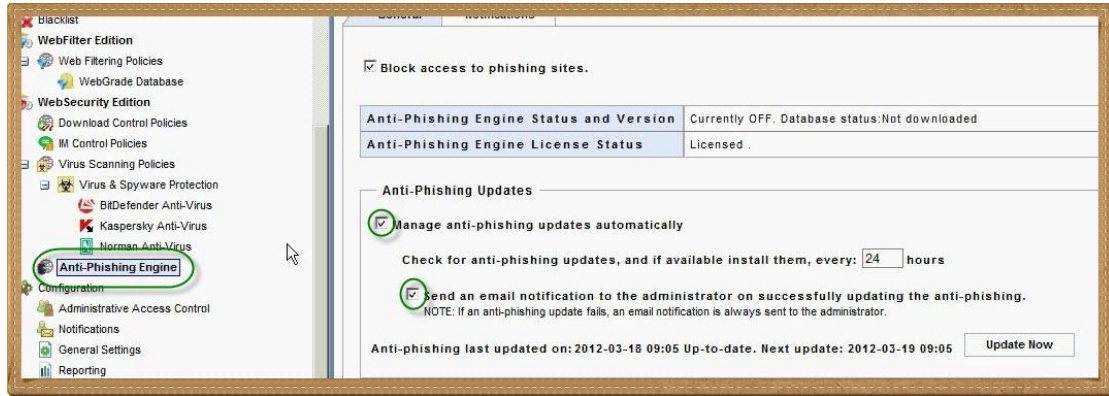 Blacklist
WebFilter Edition
Web Filtering Policies
WebGrade Database
WebSecurity Edition
Download Control Policies
IM Control Policies
Virus Scanning Policies
Virus & Spyware Protection
BitDefender Anti-Virus
Kaspersky Anti-Virus
Norman Anti-Virus
Anti-Phishing Engine
Configuration
Administrative Access Control
Notifications
General Settings
Reporting
General Notifications
Block access to phishing sites.
Anti-Phishing Engine Status and Version Currently OFF. Database status:Not downloaded
Anti-Phishing Engine License Status Licensed .
Anti-Phishing Updates
Manage anti-phishing updates automatically
Check for anti-phishing updates, and if available install them, every: 24 hours
Send an email notification to the administrator on successfully updating the anti-phishing.
NOTE: If an anti-phishing update fails, an email notification is always sent to the administrator.
Anti-phishing last updated on: 2012-03-18 09:05 Up-to-date. Next update: 2012-03-19 09:05 Update Now